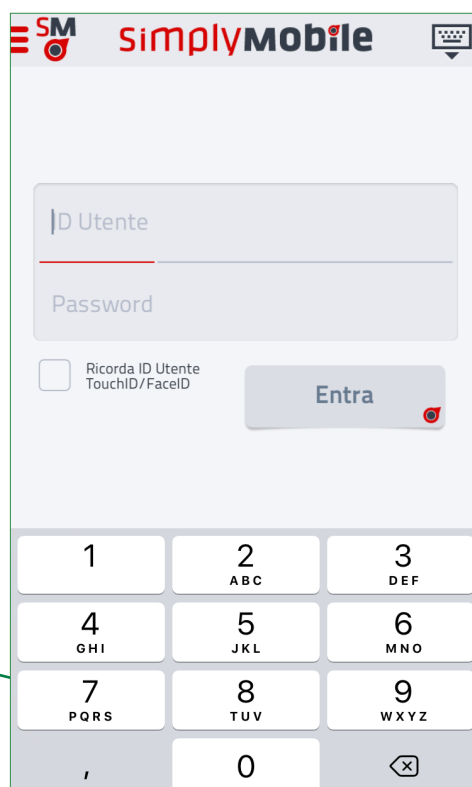 SM simplyMobile
ID Utente
Password
Ricorda ID Utente
TouchID/FaceID
Entra
1 2 3
ABC DEF
4 5 6
GHI JKL MNO
7 8 9
PQRS TUV WXYZ
, 0